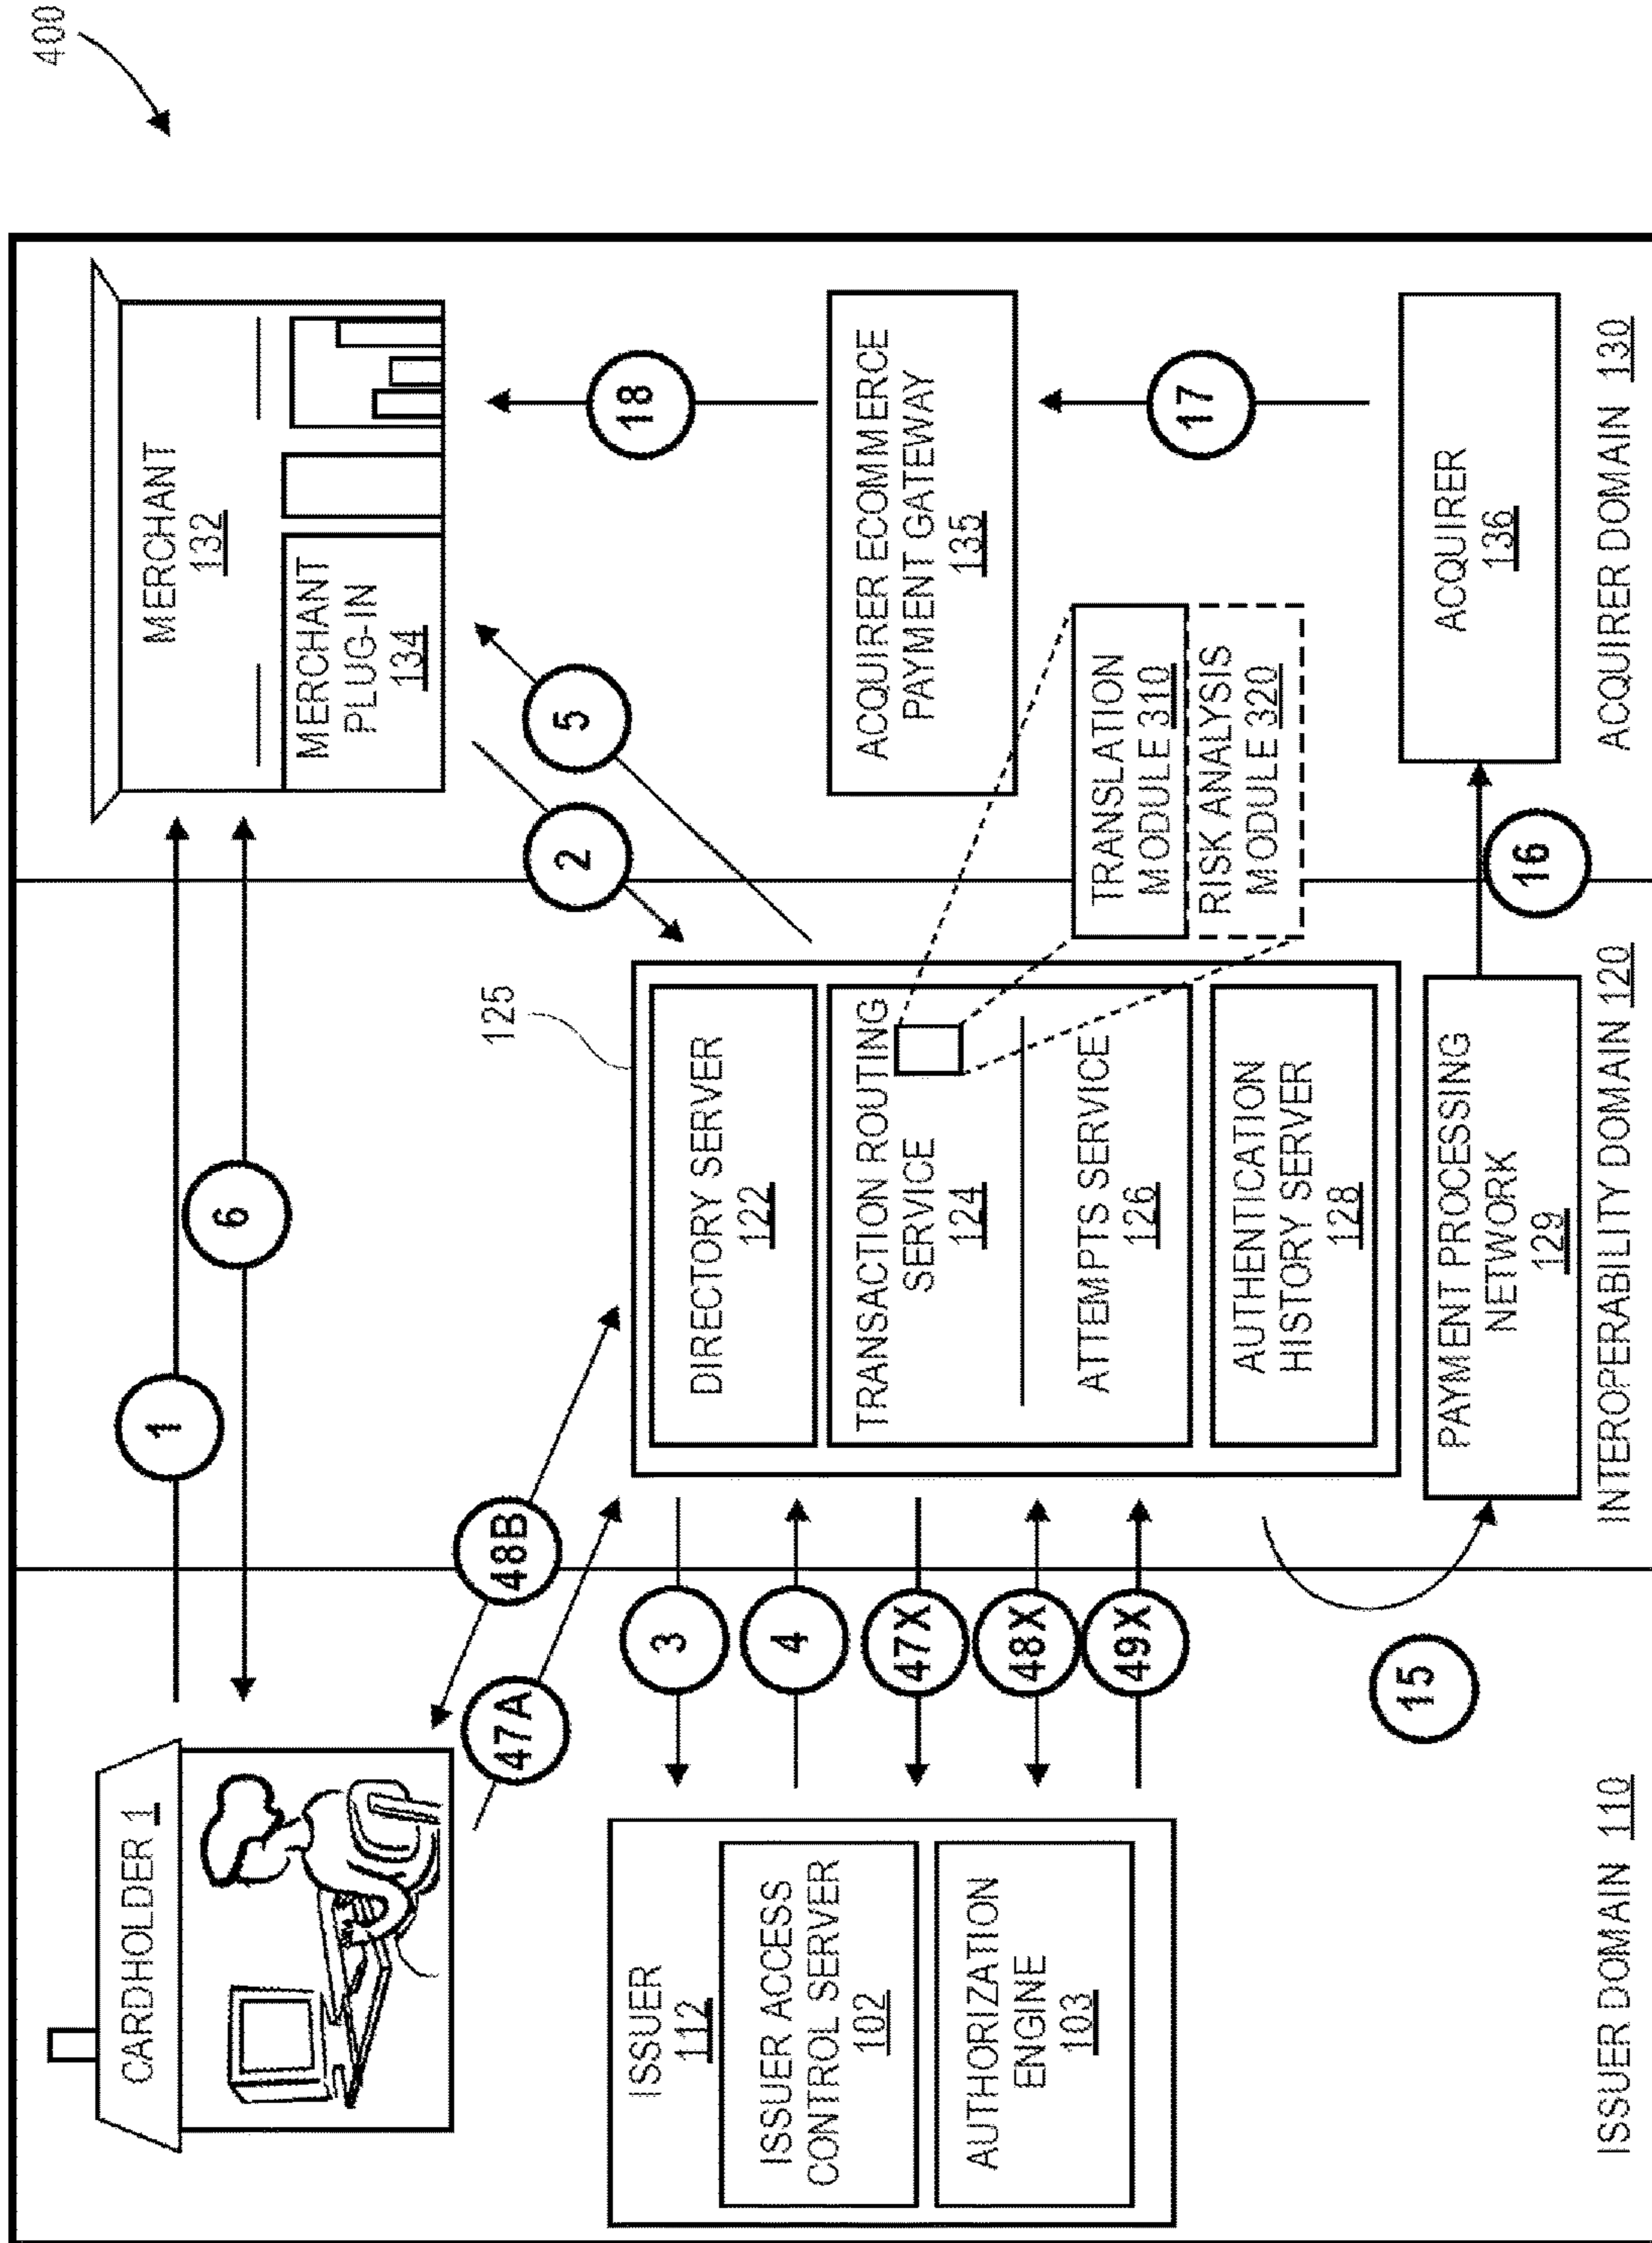 400
CARDHOLDER 1
1
6
MERCHANT
132
MERCHANT
PLUG-IN
134
48B
47A
2
5
125
18
ISSUER
112
ISSUER ACCESS
CONTROL SERVER
102
AUTHORIZATION
ENGINE
103
3
4
47X
48X
49X
DIRECTORY SERVER
122
TRANSACTION ROUTING
SERVICE
124
ATTEMPTS SERVICE
126
AUTHENTICATION
HISTORY SERVER
128
ACQUIRER ECOMMERCE
PAYMENT GATEWAY
135
TRANSLATION
MODULE 310
RISK ANALYSIS
MODULE 320
17
15
PAYMENT PROCESSING
NETWORK
129
16
ACQUIRER
136
ISSUER DOMAIN 110
INTEROPERABILITY DOMAIN 120
ACQUIRER DOMAIN 130